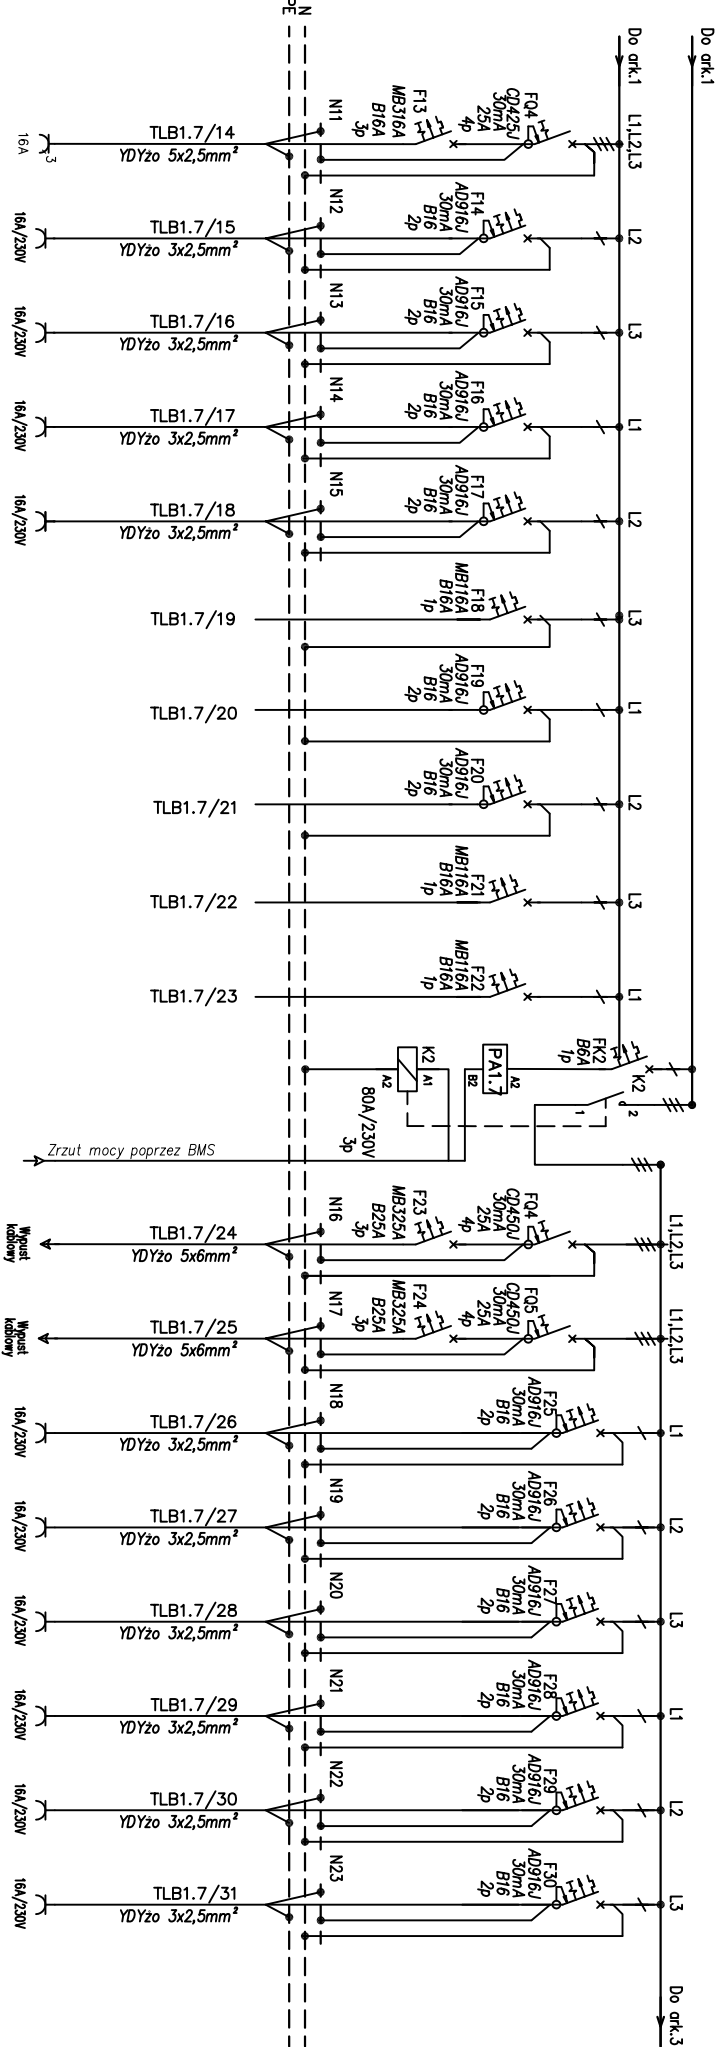 Do ark.1
Do ark.1
L1,L2,L3
FQ4
CD425J
30mA
25A
4p
F13
MB316A
B16A
3p
N11
N
PE
TLB1.7/14
YDYżo 5x2,5mm²
3
16A
L2
F14
AD916J
30mA
B16
2p
N12
TLB1.7/15
YDYżo 3x2,5mm²
16A/230V
L3
F15
AD916J
30mA
B16
2p
N13
TLB1.7/16
YDYżo 3x2,5mm²
16A/230V
L1
F16
AD916J
30mA
B16
2p
N14
TLB1.7/17
YDYżo 3x2,5mm²
16A/230V
L2
F17
AD916J
30mA
B16
2p
N15
TLB1.7/18
YDYżo 3x2,5mm²
16A/230V
L3
F18
MB116A
B16A
1p
TLB1.7/19
L1
F19
AD916J
30mA
B16
2p
TLB1.7/20
L2
F20
AD916J
30mA
B16
2p
TLB1.7/21
L3
F21
MB116A
B16A
1p
TLB1.7/22
L1
F22
MB116A
B16A
1p
TLB1.7/23
FK2
B6A
1p
K2
1
2
PA1.7
A2
B2
K2
A1
A2
80A/230V
3p
Zrzut mocy poprzez BMS
L1,L2,L3
FQ4
CD450J
30mA
25A
4p
F23
MB325A
B25A
3p
N16
TLB1.7/24
YDYżo 5x6mm²
Wypust
kablowy
L1,L2,L3
FQ5
CD450J
30mA
25A
4p
F24
MB325A
B25A
3p
N17
TLB1.7/25
YDYżo 5x6mm²
Wypust
kablowy
L1
F25
AD916J
30mA
B16
2p
N18
TLB1.7/26
YDYżo 3x2,5mm²
16A/230V
L2
F26
AD916J
30mA
B16
2p
N19
TLB1.7/27
YDYżo 3x2,5mm²
16A/230V
L3
F27
AD916J
30mA
B16
2p
N20
TLB1.7/28
YDYżo 3x2,5mm²
16A/230V
L1
F28
AD916J
30mA
B16
2p
N21
TLB1.7/29
YDYżo 3x2,5mm²
16A/230V
L2
F29
AD916J
30mA
B16
2p
N22
TLB1.7/30
YDYżo 3x2,5mm²
16A/230V
L3
F30
AD916J
30mA
B16
2p
N23
TLB1.7/31
YDYżo 3x2,5mm²
16A/230V
Do ark.3